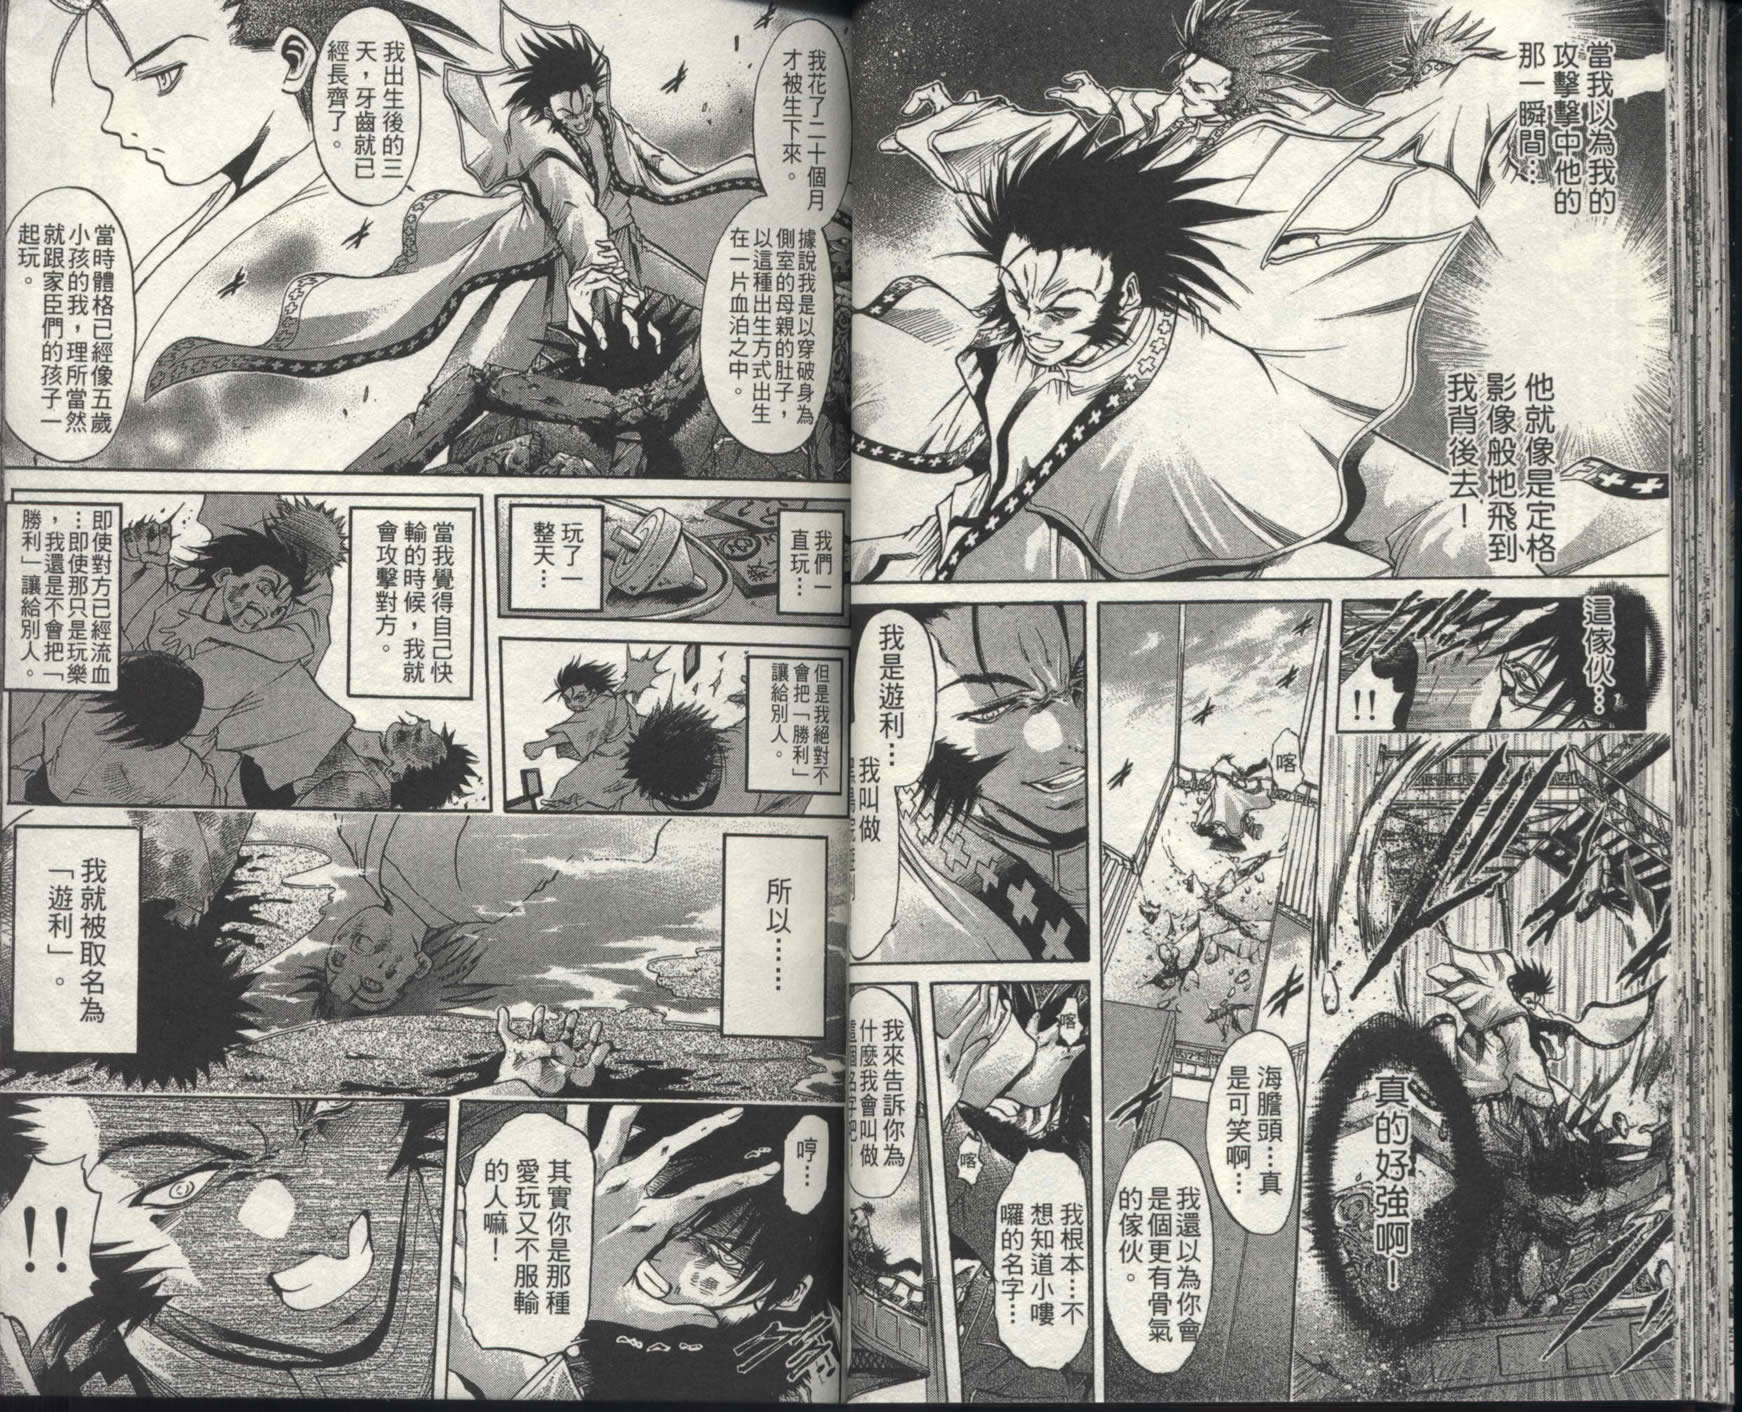 當我以為我的
攻擊擊中他的
那一瞬間…
他就像是定格
影像般地飛到
我背後去！
這傢伙…
!!
真的好強啊！
喀
海膽頭…真
是可笑啊…
我還以為你會
是個更有骨氣
的傢伙。
我是遊利…
我叫做
喀
喀
我根本…不
想知道小嘍
囉的名字…
我來告訴你為
什麼我會叫做
這個名字吧
我花了二十個月
才被生下來。
據說我是以穿破身為
側室的母親的肚子，
以這種出生方式出生
在一片血泊之中。
我出生後的三
天，牙齒就已
經長齊了。
當時體格已經像五歲
小孩的我，理所當然
就跟家臣們的孩子一
起玩。
我們一
直玩…
玩了一
整天…
但是我絕對不
會把「勝利」
讓給別人。
當我覺得自己快
輸的時候，我就
會攻擊對方。
即使對方已經流血
…即使那只是玩樂
，我還是不會把「
勝利」讓給別人。
所以……
我就被取名為
「遊利」。
哼…
其實你是那種
愛玩又不服輸
的人嘛！
!!